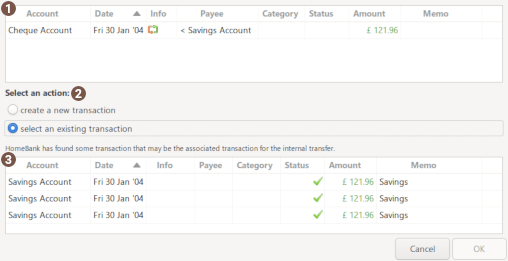 1 Account Date Info Payee Category Status Amount Memo
Cheque Account Fri 30 Jan '04 < Savings Account £ 121.96
Select an action: 2
create a new transaction
select an existing transaction
HomeBank has found some transaction that may be the associated transaction for the internal transfer.
3 Account Date Info Payee Category Status Amount Memo
Savings Account Fri 30 Jan '04 £ 121.96 Savings
Savings Account Fri 30 Jan '04 £ 121.96 Savings
Savings Account Fri 30 Jan '04 £ 121.96 Savings
Cancel OK